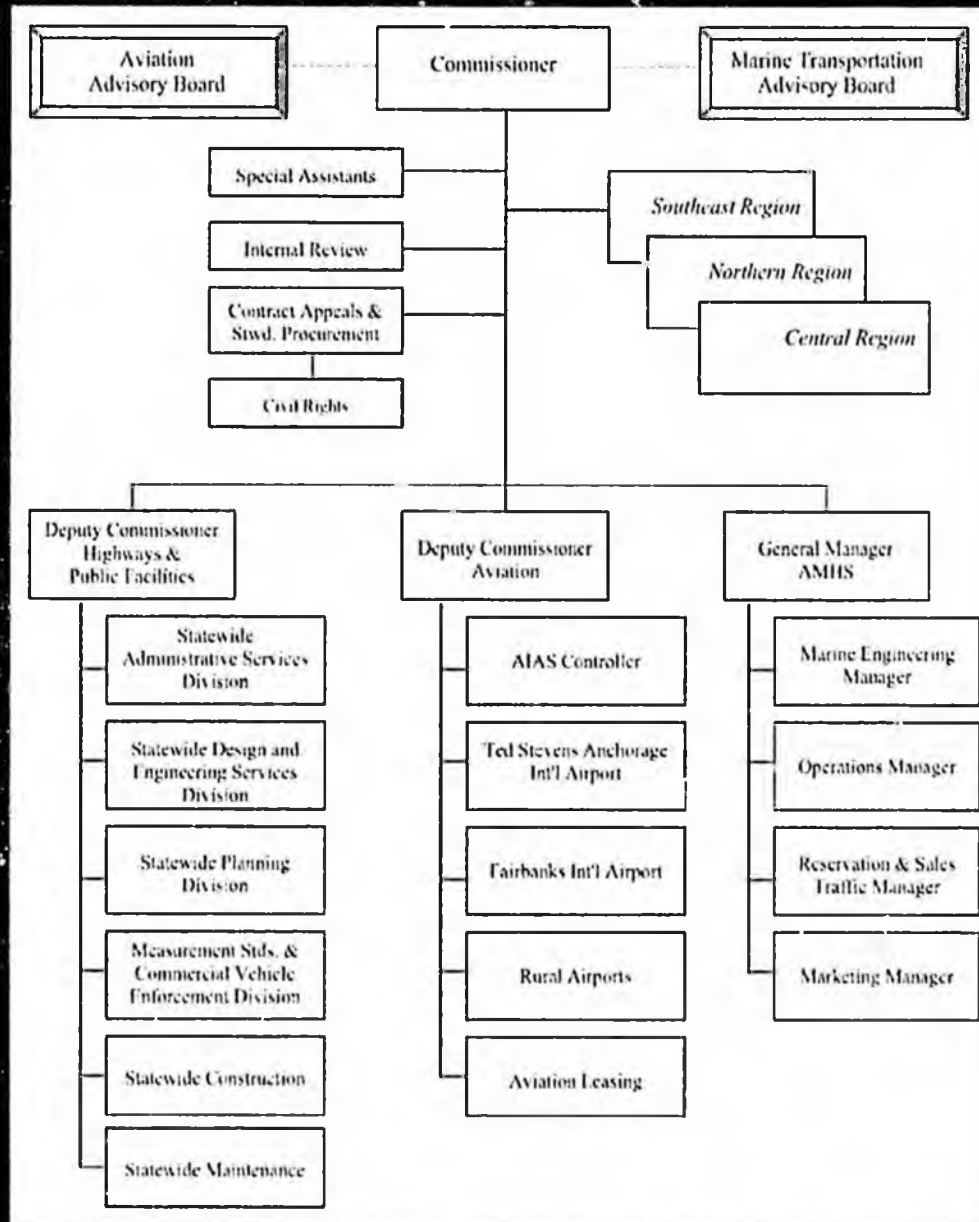 Aviation
Advisory Board
Commissioner
Marine Transportation
Advisory Board
Special Assistants
Internal Review
Contract Appeals &
Stwd. Procurement
Civil Rights
Southeast Region
Northern Region
Central Region
Deputy Commissioner
Highways &
Public Facilities
Statewide
Administrative Services
Division
Statewide Design and
Engineering Services
Division
Statewide Planning
Division
Measurement Stds. &
Commercial Vehicle
Enforcement Division
Statewide Construction
Statewide Maintenance
Deputy Commissioner
Aviation
AIAS Controller
Ted Stevens Anchorage
Int'l Airport
Fairbanks Int'l Airport
Rural Airports
Aviation Leasing
General Manager
AMHS
Marine Engineering
Manager
Operations Manager
Reservation & Sales
Traffic Manager
Marketing Manager